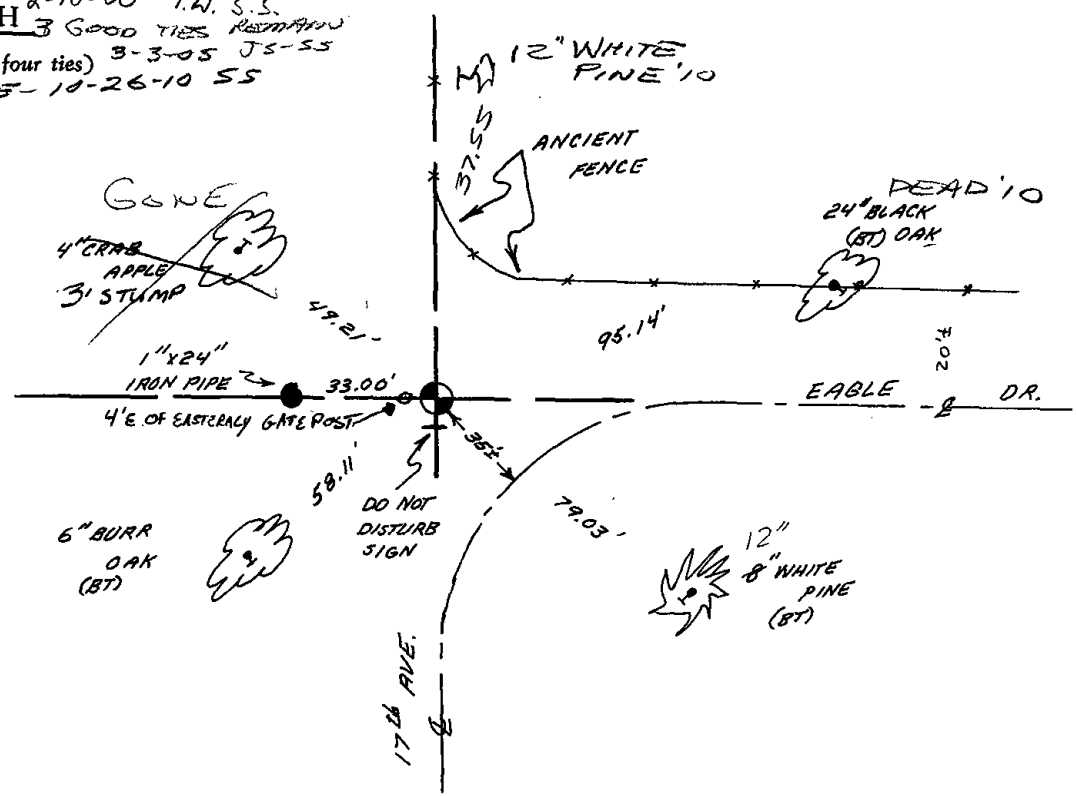 H 2-10-00 T.W. S.S.
3 GOOD TIES REMAIN
four ties) 3-3-05 JS-SS
10-26-10 SS
12" WHITE
PINE '10
37.55
ANCIENT
FENCE
GONE
4" CRAB
APPLE
3' STUMP
DEAD '10
24" BLACK
(BT) OAK
49.21'
95.14'
1"x24"
IRON PIPE
33.00'
EAGLE DR.
4' E. OF EASTERLY GATE POST
35±'
58.11'
DO NOT
DISTURB
SIGN
79.03'
6" BURR
OAK
(BT)
12"
8" WHITE
PINE
(BT)
17th AVE.